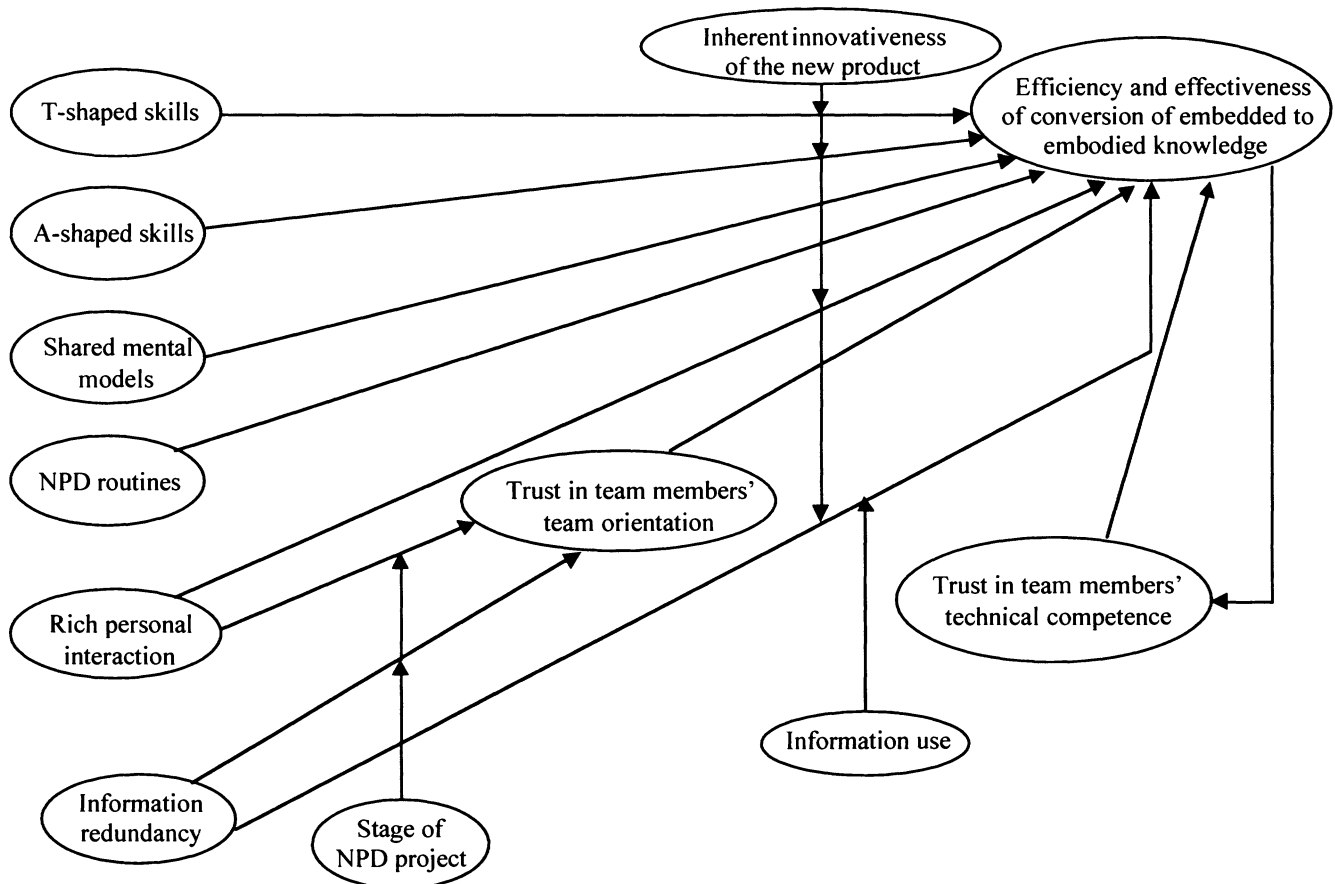 Inherent innovativeness
of the new product
Efficiency and effectiveness
of conversion of embedded to
embodied knowledge
T-shaped skills
A-shaped skills
Shared mental
models
NPD routines
Trust in team members’
team orientation
Rich personal
interaction
Trust in team members’
technical competence
Information use
Information
redundancy
Stage of
NPD project